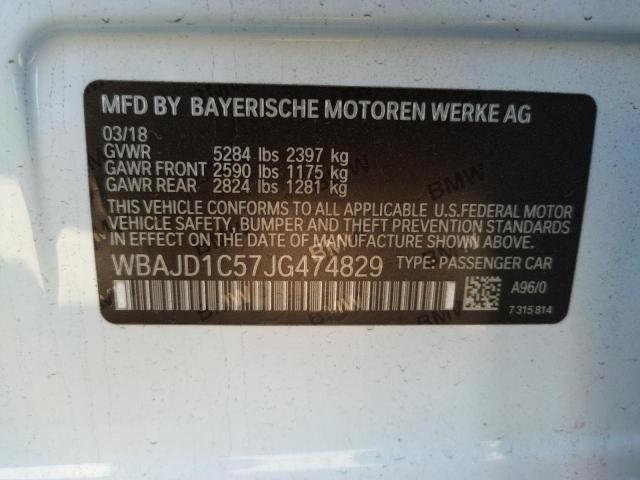 MFD BY BAYERISCHE MOTOREN WERKE AG
03/18
GVWR 5284 lbs 2397 kg
GAWR FRONT 2590 lbs 1175 kg
GAWR REAR 2824 lbs 1281 kg
THIS VEHICLE CONFORMS TO ALL APPLICABLE U.S.FEDERAL MOTOR
VEHICLE SAFETY, BUMPER AND THEFT PREVENTION STANDARDS
IN EFFECT ON THE DATE OF MANUFACTURE SHOWN ABOVE.
WBAJD1C57JG474829 TYPE: PASSENGER CAR
A96/0
7 315 814